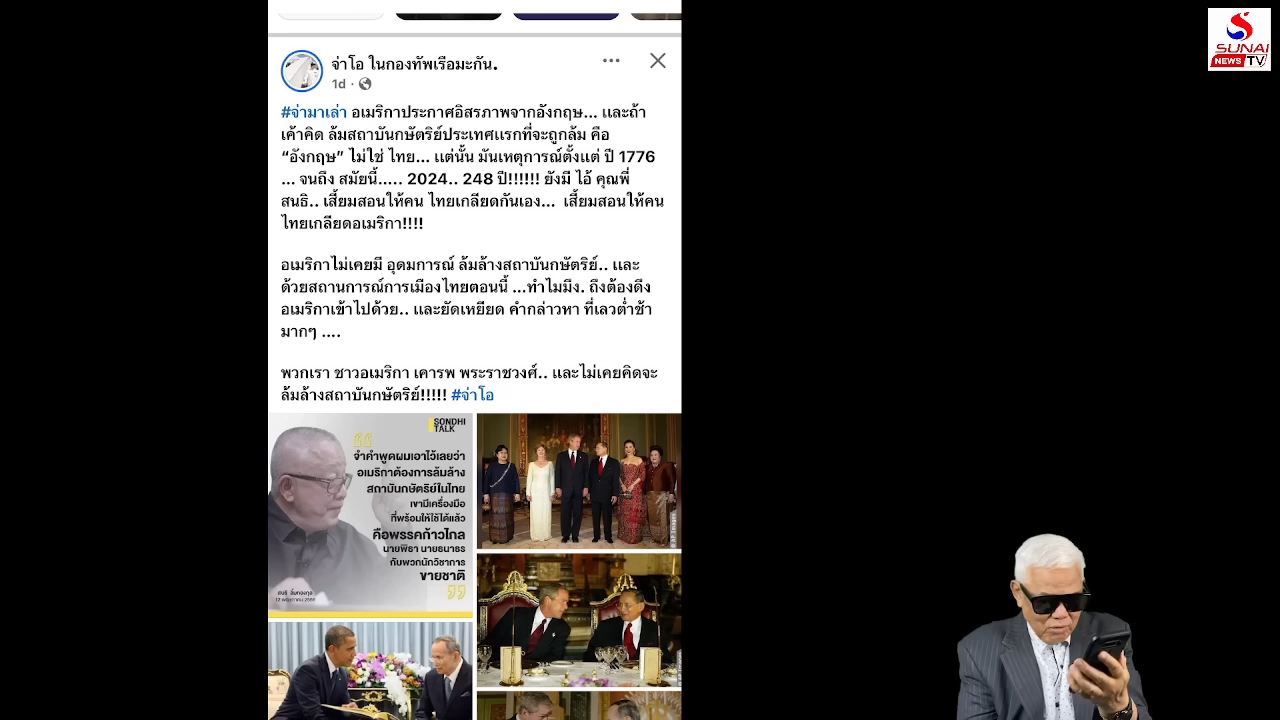 SUNAI
NEWS TV
จ่าโอ ในกองทัพเรือมะกัน.
1d ·
#จ่ามาเล่า อเมริกาประกาศอิสรภาพจากอังกฤษ... และถ้า
เค้าคิด ล้มสถาบันกษัตริย์ประเทศแรกที่จะถูกล้ม คือ
“อังกฤษ” ไม่ใช่ ไทย... แต่นั้น มันเหตุการณ์ตั้งแต่ ปี 1776
... จนถึง สมัยนี้..... 2024.. 248 ปี!!!!!! ยังมี ไอ้ คุณพี่
สนธิ.. เสี้ยมสอนให้คน ไทยเกลียดกันเอง... เสี้ยมสอนให้คน
ไทยเกลียดอเมริกา!!!!
อเมริกาไม่เคยมี อุดมการณ์ ล้มล้างสถาบันกษัตริย์.. และ
ด้วยสถานการณ์การเมืองไทยตอนนี้ ...ทำไมมึง. ถึงต้องดึง
อเมริกาเข้าไปด้วย.. และยัดเหยียด คำกล่าวหา ที่เลวต่ำช้า
มากๆ ....
พวกเรา ชาวอเมริกา เคารพ พระราชวงศ์.. และไม่เคยคิดจะ
ล้มล้างสถาบันกษัตริย์!!!!! #จ่าโอ
SONDHI
TALK
จำคำพูดผมเอาไว้เลยว่า
อเมริกาต้องการล้มล้าง
สถาบันกษัตริย์ในไทย
เขามีเครื่องมือ
ที่พร้อมให้ใช้ได้แล้ว
คือพรรคก้าวไกล
นายพิธา นายธนาธร
กับพวกนักวิชาการ
ขายชาติ
สนธิ ลิ้มทองกุล